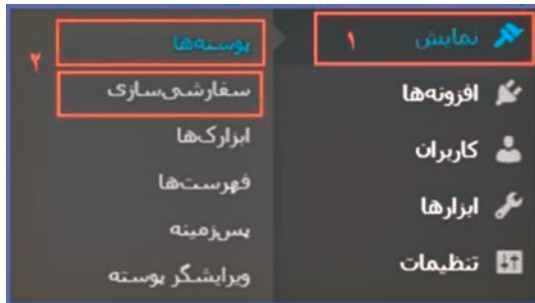 نمایش ۱
افزونه‌ها
کاربران
ابزارها
تنظیمات
۲ پوسته‌ها
سفارشی‌سازی
ابزارک‌ها
فهرست‌ها
پس‌زمینه
ویرایشگر پوسته